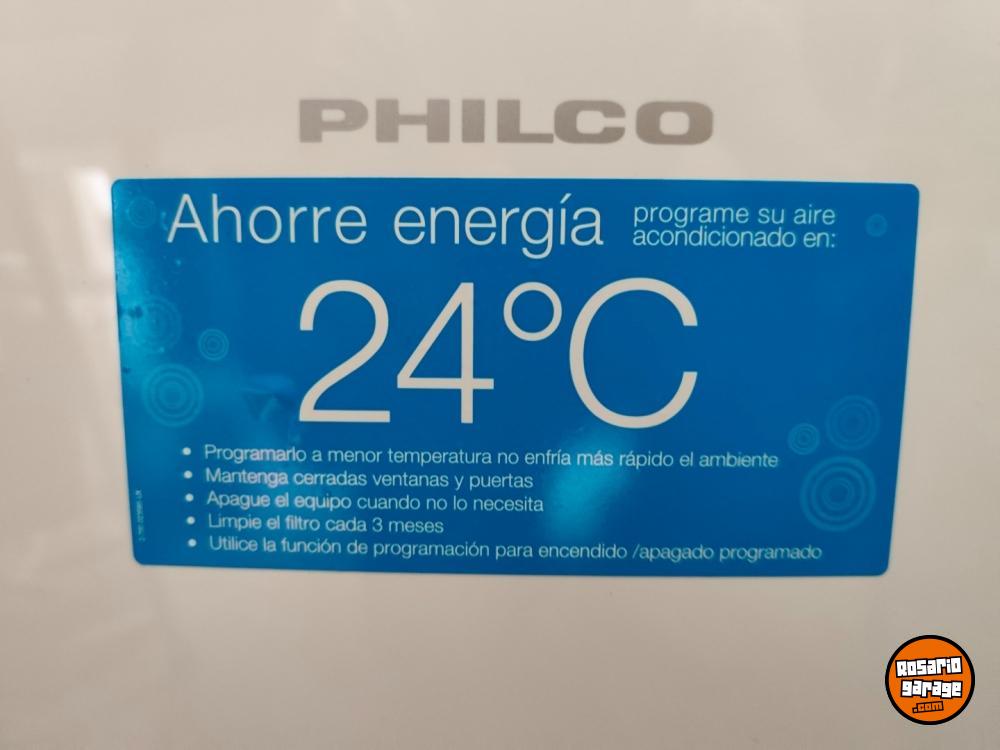 PHILCO
Ahorre energía
programe su aire
acondicionado en:
24°C
• Programarlo a menor temperatura no enfría más rápido el ambiente
• Mantenga cerradas ventanas y puertas
• Apague el equipo cuando no lo necesita
• Limpie el filtro cada 3 meses
• Utilice la función de programación para encendido /apagado programado
Rosario
garage
.com